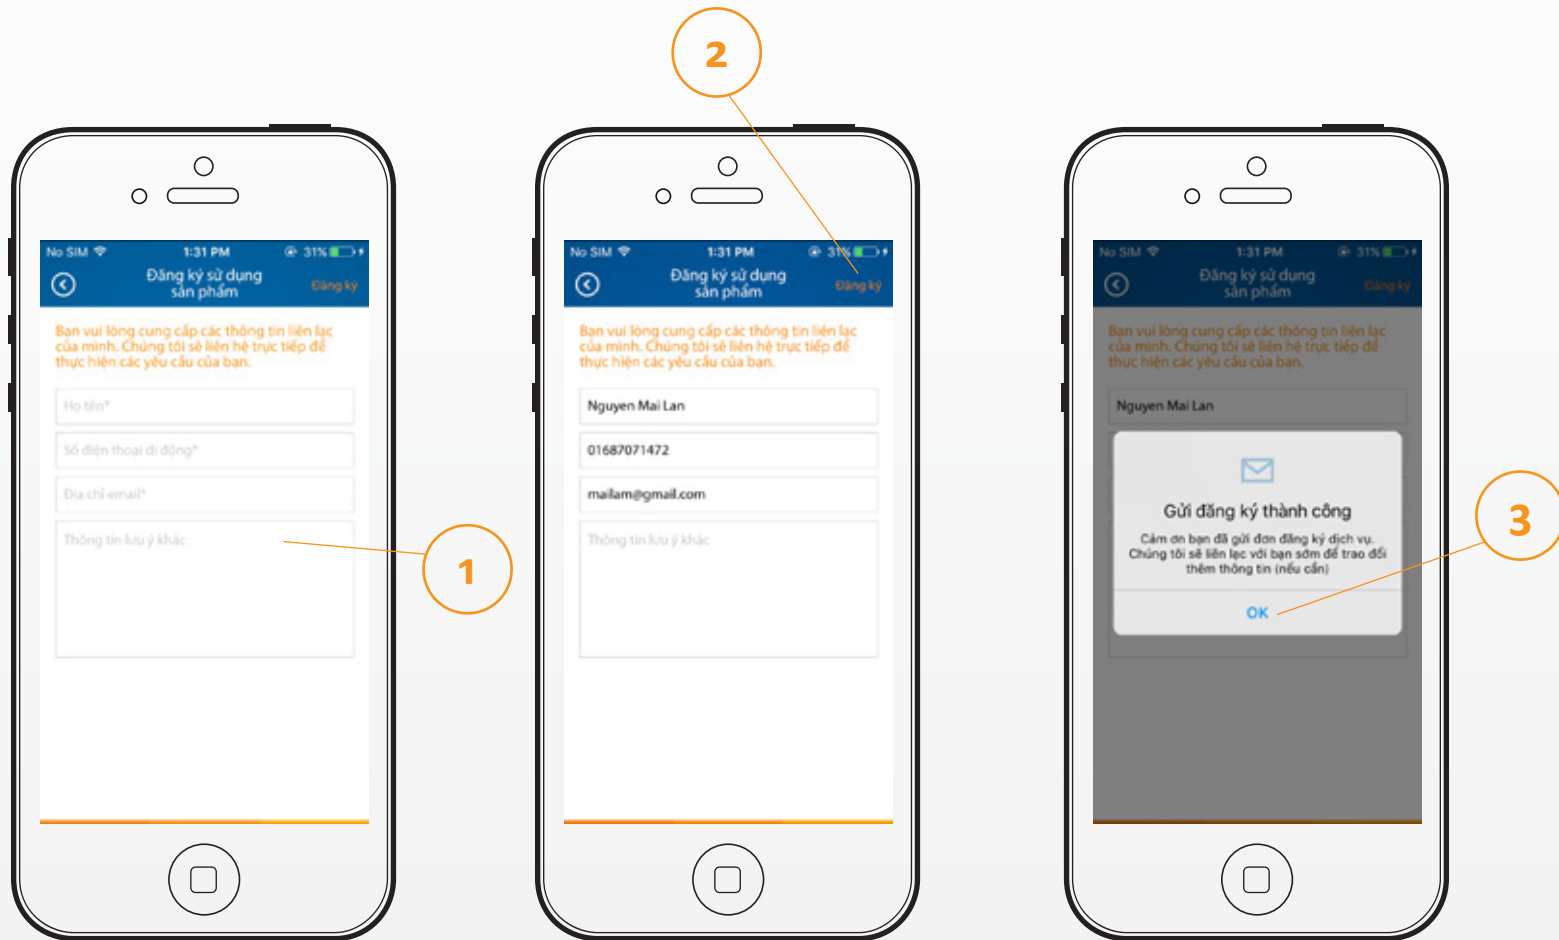 2
No SIM 1:31 PM 31%
Đăng ký sử dụng
sản phẩm
Đăng ký
Bạn vui lòng cung cấp các thông tin liên lạc
của mình. Chúng tôi sẽ liên hệ trực tiếp để
thực hiện các yêu cầu của bạn.
Họ tên*
Số điện thoại di động*
Địa chỉ email*
Thông tin lưu ý khác
1
No SIM 1:31 PM 31%
Đăng ký sử dụng
sản phẩm
Đăng ký
Bạn vui lòng cung cấp các thông tin liên lạc
của mình. Chúng tôi sẽ liên hệ trực tiếp để
thực hiện các yêu cầu của bạn.
Nguyen Mai Lan
01687071472
mailam@gmail.com
Thông tin lưu ý khác
No SIM 1:31 PM 31%
Đăng ký sử dụng
sản phẩm
Đăng ký
Bạn vui lòng cung cấp các thông tin liên lạc
của mình. Chúng tôi sẽ liên hệ trực tiếp để
thực hiện các yêu cầu của bạn.
Nguyen Mai Lan
Gửi đăng ký thành công
Cám ơn bạn đã gửi đơn đăng ký dịch vụ.
Chúng tôi sẽ liên lạc với bạn sớm để trao đổi
thêm thông tin (nếu cần)
OK
3